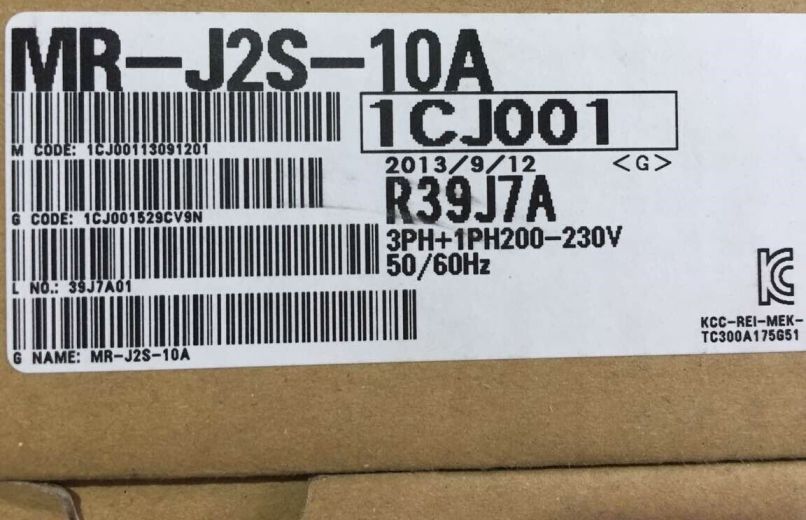 MR-J2S-10A
1CJ001
M CODE: 1CJ00113091201
2013/9/12 <G>
R39J7A
G CODE: 1CJ001529CV9N
3PH+1PH200-230V
50/60Hz
L NO.: 39J7A01
KCC-REI-MEK-
TC300A175G51
G NAME: MR-J2S-10A